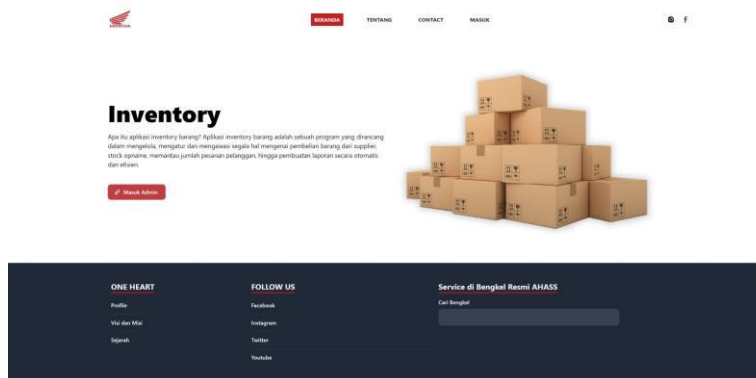 HONDA
BERANDA TENTANG CONTACT MASUK
Inventory
Apa itu aplikasi inventory barang? Aplikasi inventory barang adalah sebuah program yang dirancang
dalam mengelola, mengatur dan mengawasi segala hal mengenai pembelian barang dari supplier,
stock opname, memantau jumlah pesanan pelanggan, hingga pembuatan laporan secara otomatis
dan efisien.
Masuk Admin
ONE HEART
Profile
Visi dan Misi
Sejarah
FOLLOW US
Facebook
Instagram
Twitter
Youtube
Service di Bengkel Resmi AHASS
Cari Bengkel